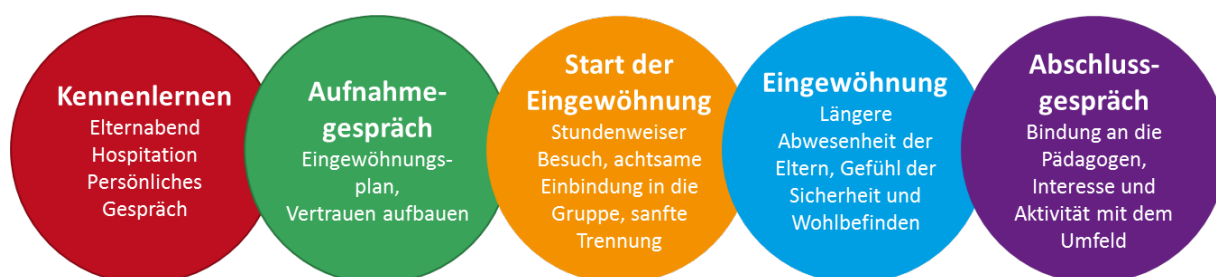 Kennenlernen
Elternabend
Hospitation
Persönliches
Gespräch
Aufnahme-
gespräch
Eingewöhnungs-
plan,
Vertrauen aufbauen
Start der
Eingewöhnung
Stundenweiser
Besuch, achtsame
Einbindung in die
Gruppe, sanfte
Trennung
Eingewöhnung
Längere
Abwesenheit der
Eltern, Gefühl der
Sicherheit und
Wohlbefinden
Abschluss-
gespräch
Bindung an die
Pädagogen,
Interesse und
Aktivität mit dem
Umfeld